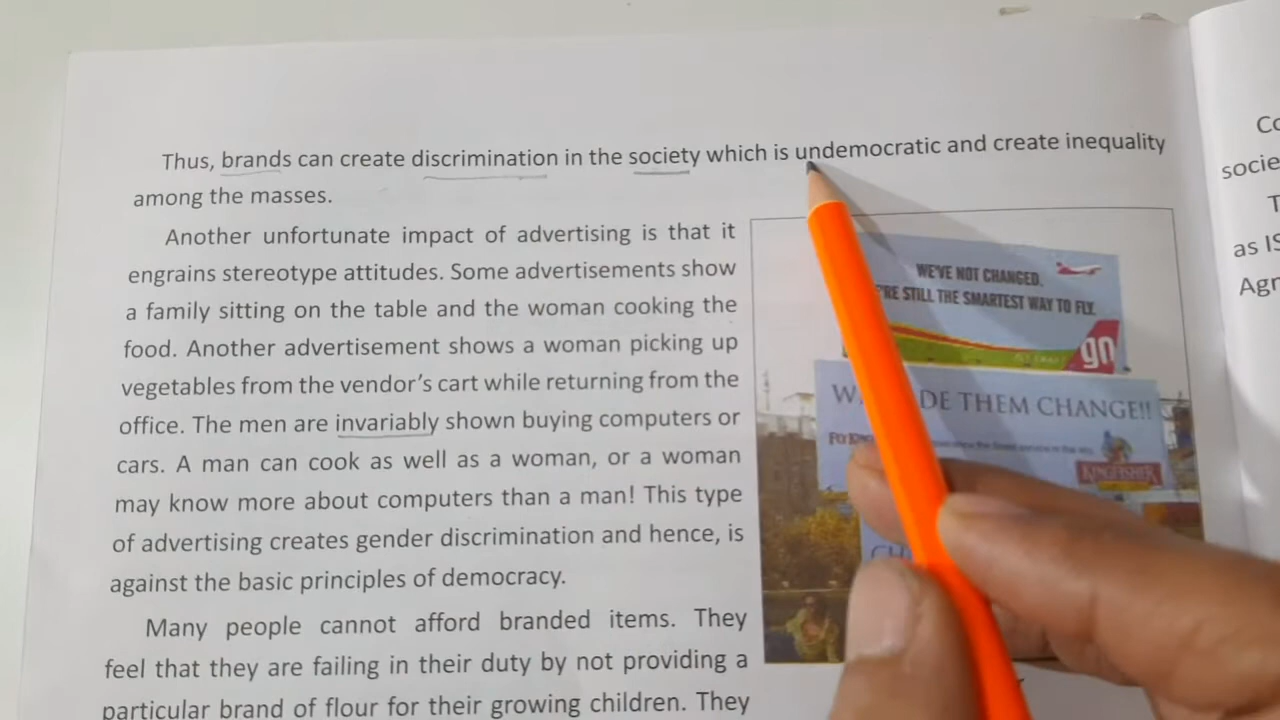 Thus, brands can create discrimination in the society which is undemocratic and create inequality
among the masses.
Another unfortunate impact of advertising is that it
engrains stereotype attitudes. Some advertisements show
a family sitting on the table and the woman cooking the
food. Another advertisement shows a woman picking up
vegetables from the vendor's cart while returning from the
office. The men are invariably shown buying computers or
cars. A man can cook as well as a woman, or a woman
may know more about computers than a man! This type
of advertising creates gender discrimination and hence, is
against the basic principles of democracy.
Many people cannot afford branded items. They
feel that they are failing in their duty by not providing a
particular brand of flour for their growing children. They
WE'VE NOT CHANGED.
STILL THE SMARTEST WAY TO FLY.
go
THEM CHANGE!!
KINGFISHER
as